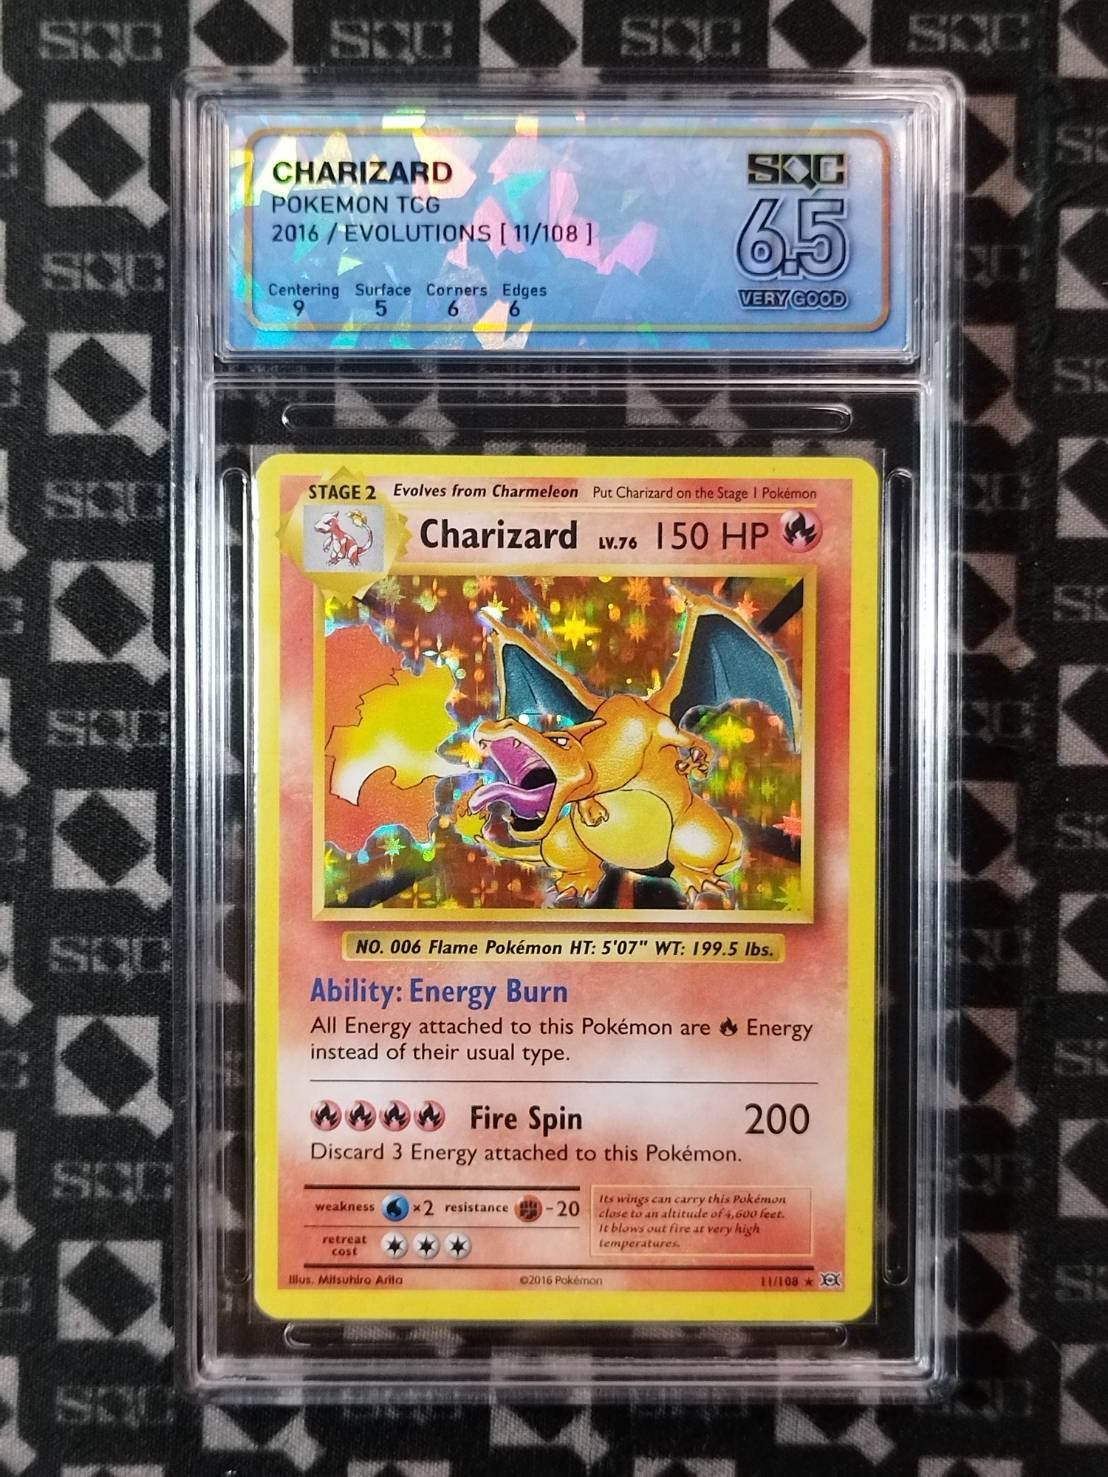 SQC SQC SQC SQC
CHARIZARD
POKEMON TCG
2016 / EVOLUTIONS [ 11/108 ]
Centering Surface Corners Edges
9 5 6 6
SQC
6.5
VERY GOOD
STAGE 2 Evolves from Charmeleon Put Charizard on the Stage 1 Pokémon
Charizard LV.76 150 HP
NO. 006 Flame Pokémon HT: 5'07" WT: 199.5 lbs.
Ability: Energy Burn
All Energy attached to this Pokémon are Energy
instead of their usual type.
Fire Spin 200
Discard 3 Energy attached to this Pokémon.
weakness ×2 resistance -20
retreat
cost
Its wings can carry this Pokémon
close to an altitude of 4,600 feet.
It blows out fire at very high
temperatures.
Illus. Mitsuhiro Arita ©2016 Pokémon 11/108 ★